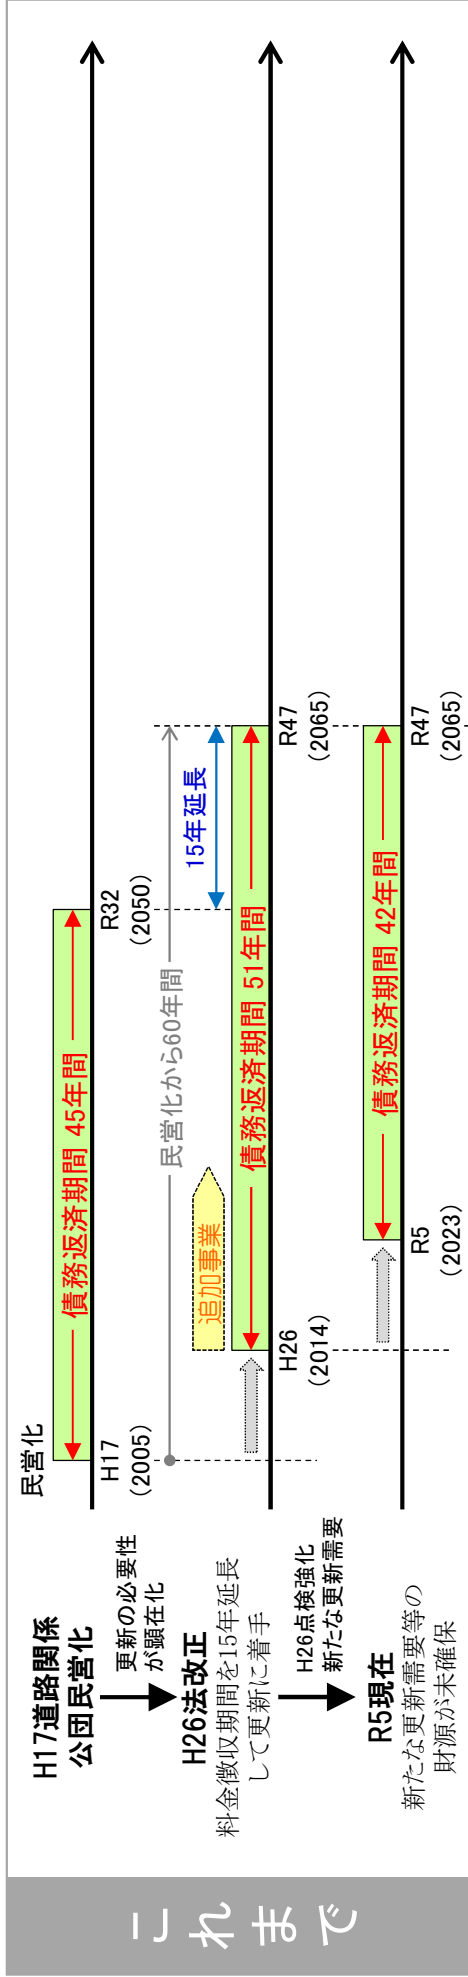 これまで
H17道路関係
公団民営化
更新の必要性
が顕在化
H26法改正
料金徴収期間を15年延長
して更新に着手
H26点検強化
新たな更新需要
R5現在
新たな更新需要等の
財源が未確保
民営化
債務返済期間 45年間
H17
(2005)
R32
(2050)
民営化から60年間
追加事業
15年延長
債務返済期間 51年間
H26
(2014)
R47
(2065)
債務返済期間 42年間
R5
(2023)
R47
(2065)